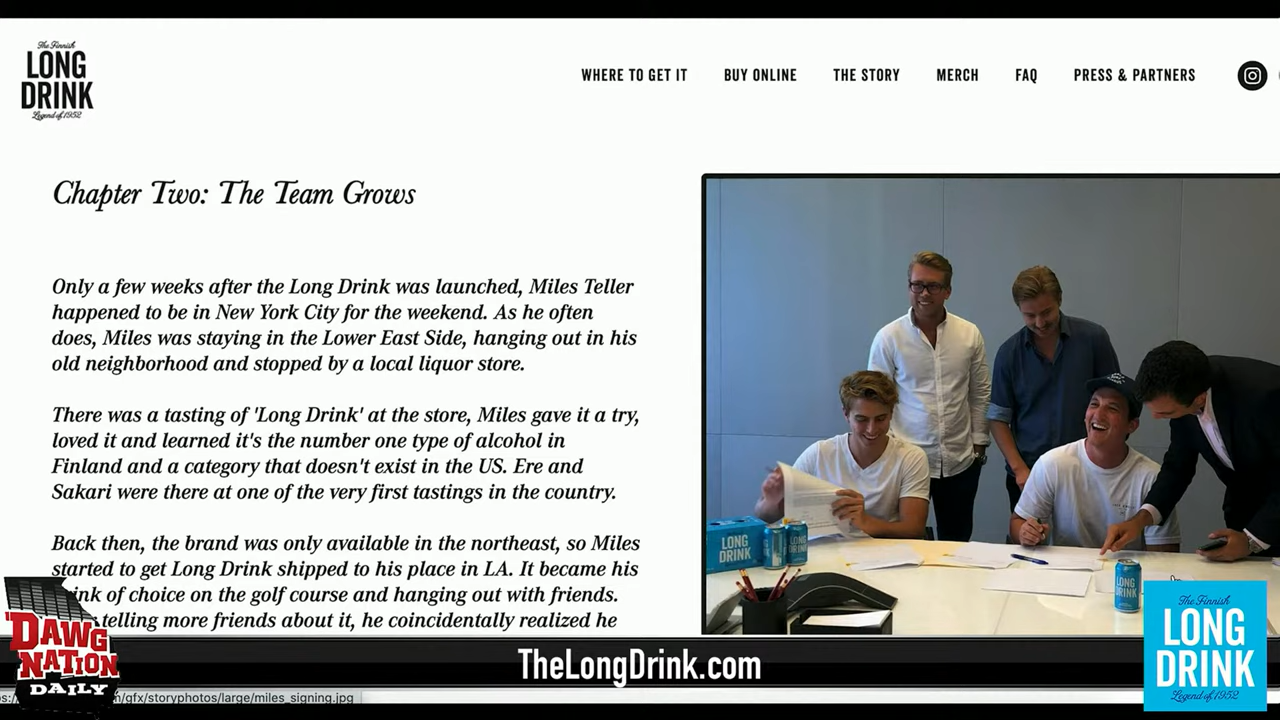 The Finnish
LONG
DRINK
Legend of 1952
WHERE TO GET IT
BUY ONLINE
THE STORY
MERCH
FAQ
PRESS & PARTNERS
Chapter Two: The Team Grows
Only a few weeks after the Long Drink was launched, Miles Teller
happened to be in New York City for the weekend. As he often
does, Miles was staying in the Lower East Side, hanging out in his
old neighborhood and stopped by a local liquor store.
There was a tasting of 'Long Drink' at the store, Miles gave it a try,
loved it and learned it's the number one type of alcohol in
Finland and a category that doesn't exist in the US. Ere and
Sakari were there at one of the very first tastings in the country.
Back then, the brand was only available in the northeast, so Miles
started to get Long Drink shipped to his place in LA. It became his
of choice on the golf course and hanging out with friends.
telling more friends about it, he coincidentally realized he
LONG
DRINK
LONG
DRINK
DAWG
NATION
DAILY
TheLongDrink.com
The Finnish
LONG
DRINK
Legend of 1952
/gfx/storyphotos/large/miles_signing.jpg